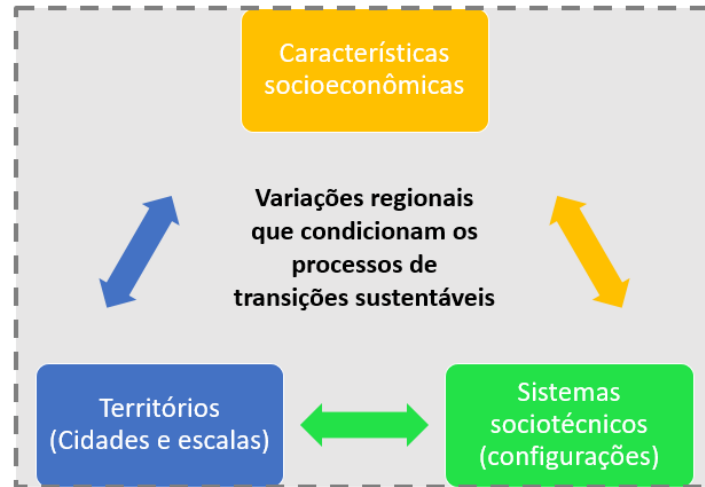 Características
socioeconômicas
Variações regionais
que condicionam os
processos de
transições sustentáveis
Territórios
(Cidades e escalas)
Sistemas
sociotécnicos
(configurações)